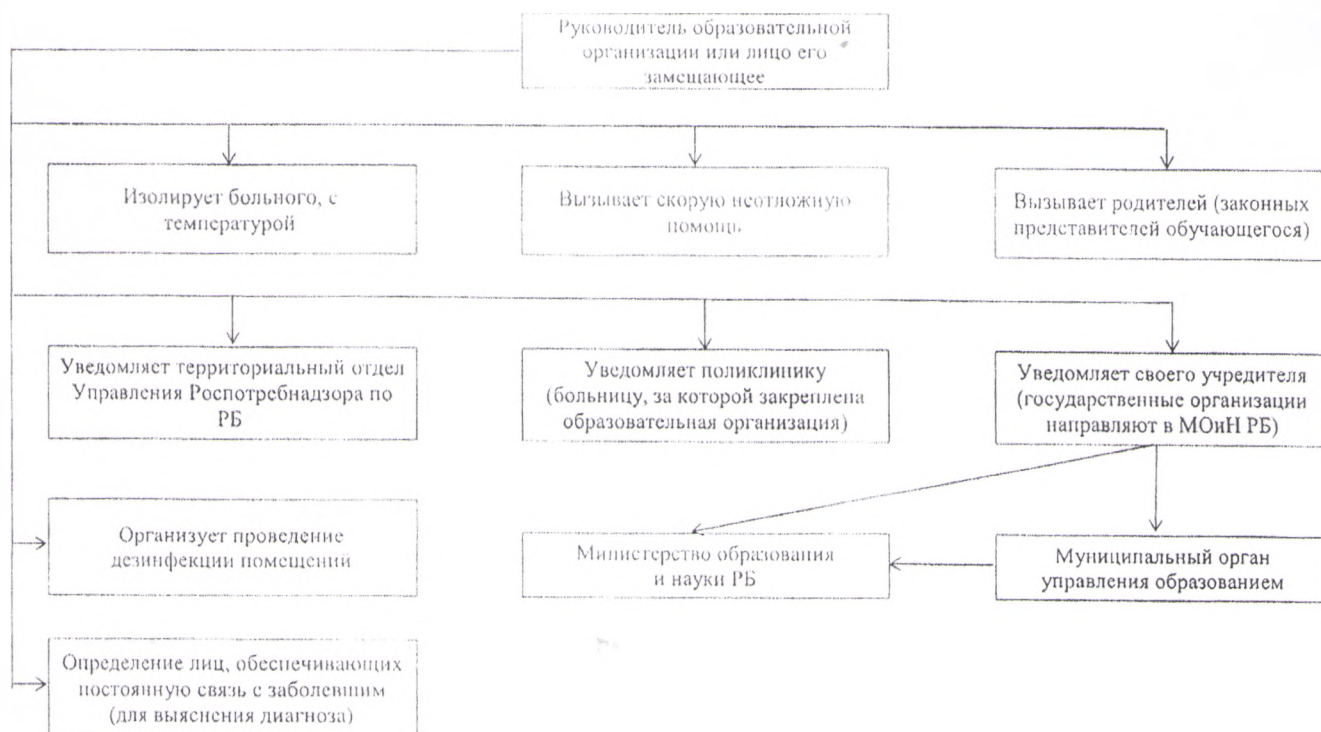 Руководитель образовательной
организации или лицо его
замещающее
Изолирует больного, с
температурой
Вызывает скорую неотложную
помощь
Вызывает родителей (законных
представителей обучающегося)
Уведомляет территориальный отдел
Управления Роспотребнадзора по
РБ
Уведомляет поликлинику
(больницу, за которой закреплена
образовательная организация)
Уведомляет своего учредителя
(государственные организации
направляют в МОиН РБ)
Организует проведение
дезинфекции помещений
Министерство образования
и науки РБ
Муниципальный орган
управления образованием
Определение лиц, обеспечивающих
постоянную связь с заболевшим
(для выяснения диагноза)